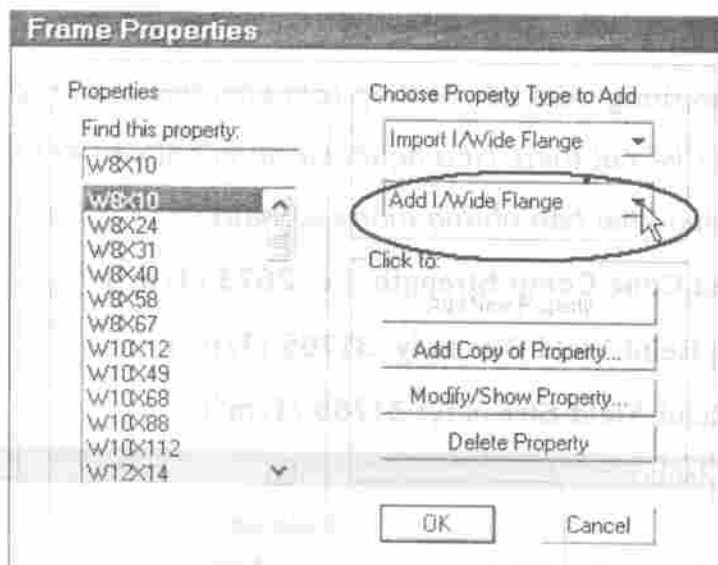 Frame Properties
Properties
Find this property:
W8X10
W8X10
W8X24
W8X31
W8X40
W8X58
W8X67
W10X12
W10X49
W10X68
W10X88
W10X112
W12X14
Choose Property Type to Add
Import I/Wide Flange
Add I/Wide Flange
Click to:
Add Copy of Property...
Modify/Show Property...
Delete Property
OK
Cancel